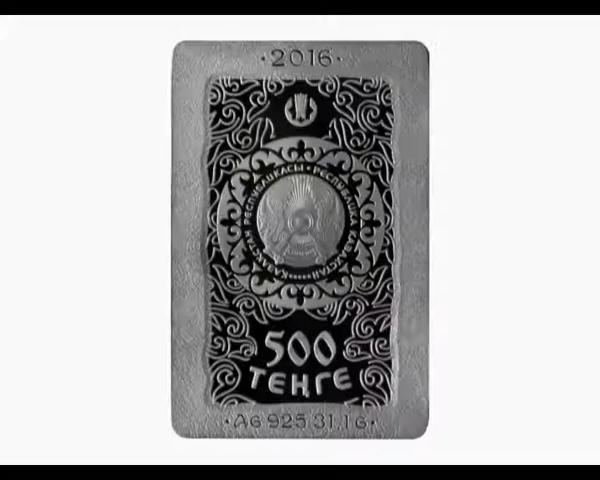 ·2016·
ҚАЗАҚСТАН РЕСПУБЛИКАСЫ • РЕСПУБЛИКА КАЗАХСТАН
500
ТЕҢГЕ
·Ag 925 31,1 g·